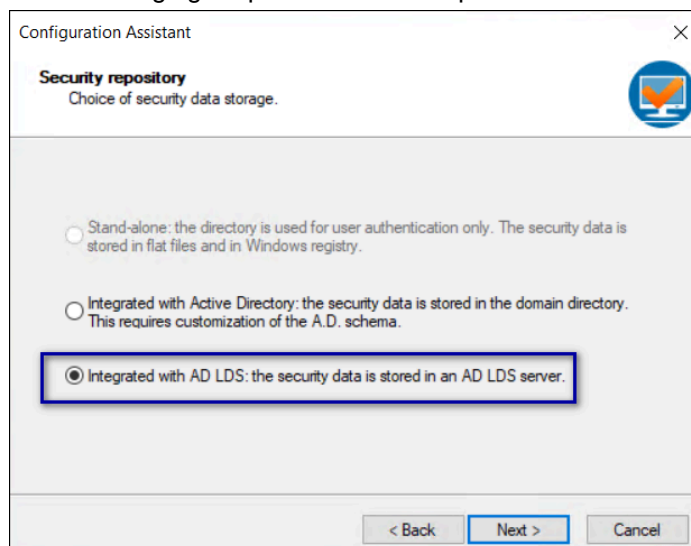 Configuration Assistant
Security repository
Choice of security data storage.
Stand-alone: the directory is used for user authentication only. The security data is
stored in flat files and in Windows registry.
Integrated with Active Directory: the security data is stored in the domain directory.
This requires customization of the A.D. schema.
Integrated with AD LDS: the security data is stored in an AD LDS server.
< Back Next > Cancel